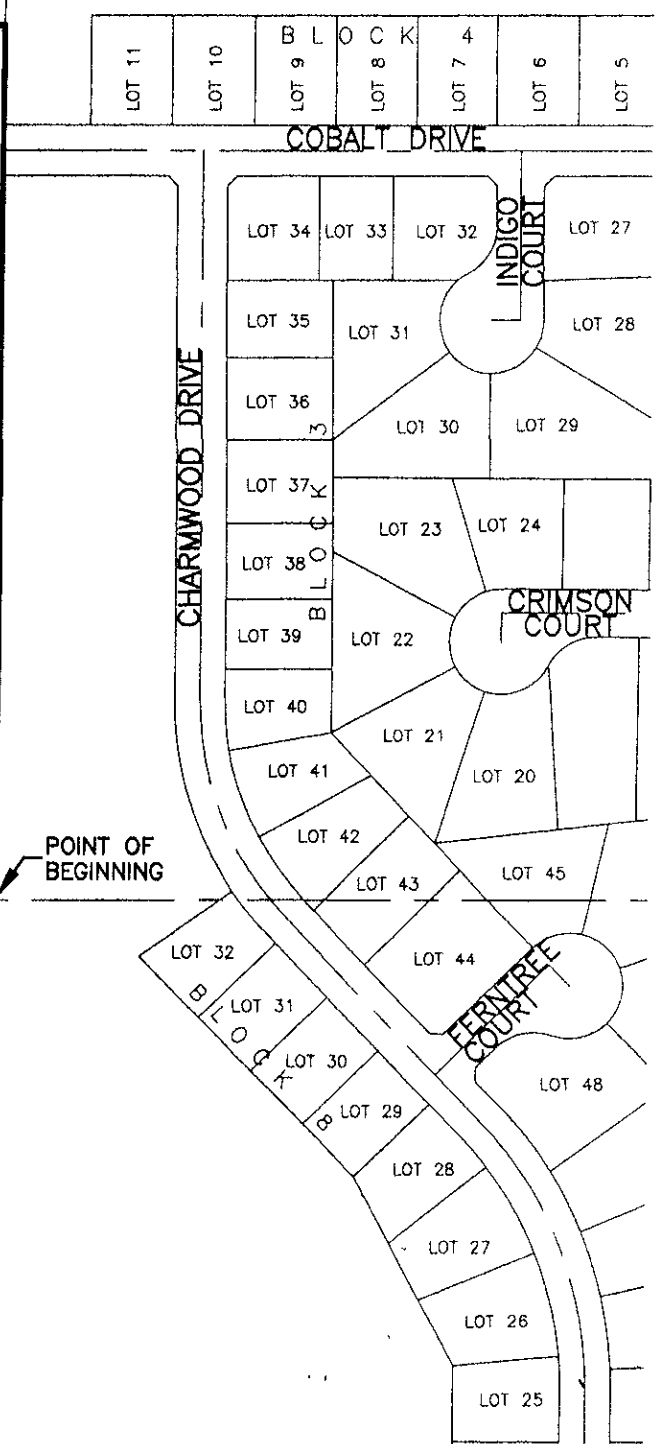 BLOCK 4
LOT 11
LOT 10
LOT 9
LOT 8
LOT 7
LOT 6
LOT 5
COBALT DRIVE
LOT 34
LOT 33
LOT 32
INDIGO
COURT
LOT 27
LOT 35
LOT 31
LOT 28
CHARMWOOD DRIVE
LOT 36
LOT 30
LOT 29
BLOCK 3
LOT 37
LOT 23
LOT 24
LOT 38
CRIMSON
COURT
LOT 39
LOT 22
LOT 40
LOT 21
LOT 41
LOT 20
LOT 42
POINT OF
BEGINNING
LOT 43
LOT 45
LOT 32
LOT 44
FERNTREE
COURT
BLOCK 8
LOT 31
LOT 30
LOT 48
LOT 29
LOT 28
LOT 27
LOT 26
LOT 25